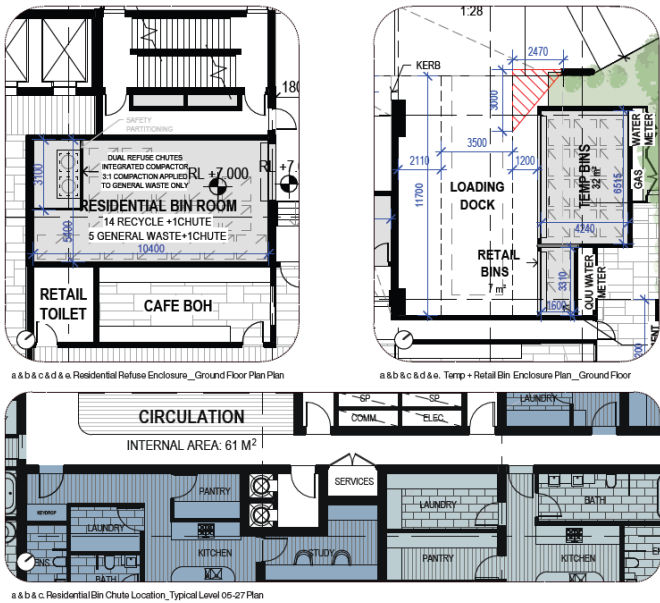 SAFETY
PARTITIONING
180
DUAL REFUSE CHUTES
INTEGRATED COMPACTOR
3:1 COMPACTION APPLIED
TO GENERAL WASTE ONLY
RL +7.000
RL +7.
3100
RESIDENTIAL BIN ROOM
14 RECYCLE +1CHUTE
5 GENERAL WASTE+1CHUTE
5400
10400
RETAIL
TOILET
CAFE BOH
a & b & c & d & e. Residential Refuse Enclosure__Ground Floor Plan Plan
1:28
2470
KERB
3000
3500
2110
1200
11700
LOADING
DOCK
TEMP BINS
32 m²
6515
4240
WATER
METER
GAS
RETAIL
BINS
7 m²
3310
1600
QUU WATER
METER
200
a & b & c & d & e. Temp + Retail Bin Enclosure Plan__Ground Floor
CIRCULATION
INTERNAL AREA: 61 M²
SP
SP
COMM.
ELEC.
LAUNDRY
SERVICES
PANTRY
LAUNDRY
KITCHEN
STUDY
BATH
LAUNDRY
PANTRY
BATH
KITCHEN
a & b & c. Residential Bin Chute Location_Typical Level 05-27 Plan